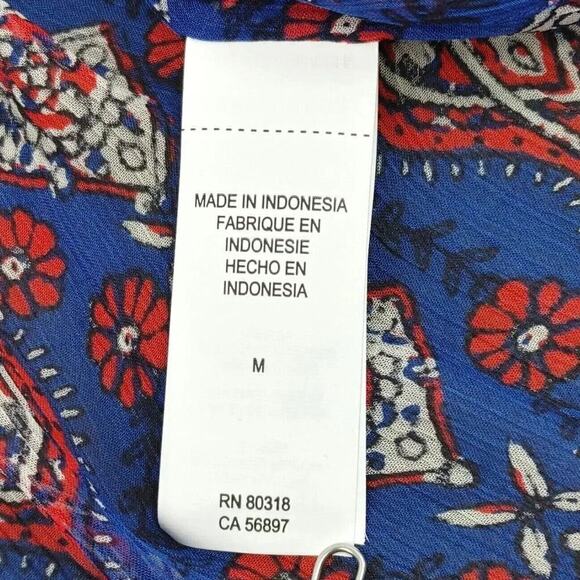 MADE IN INDONESIA
FABRIQUE EN
INDONESIE
HECHO EN
INDONESIA
M
RN 80318
CA 56897